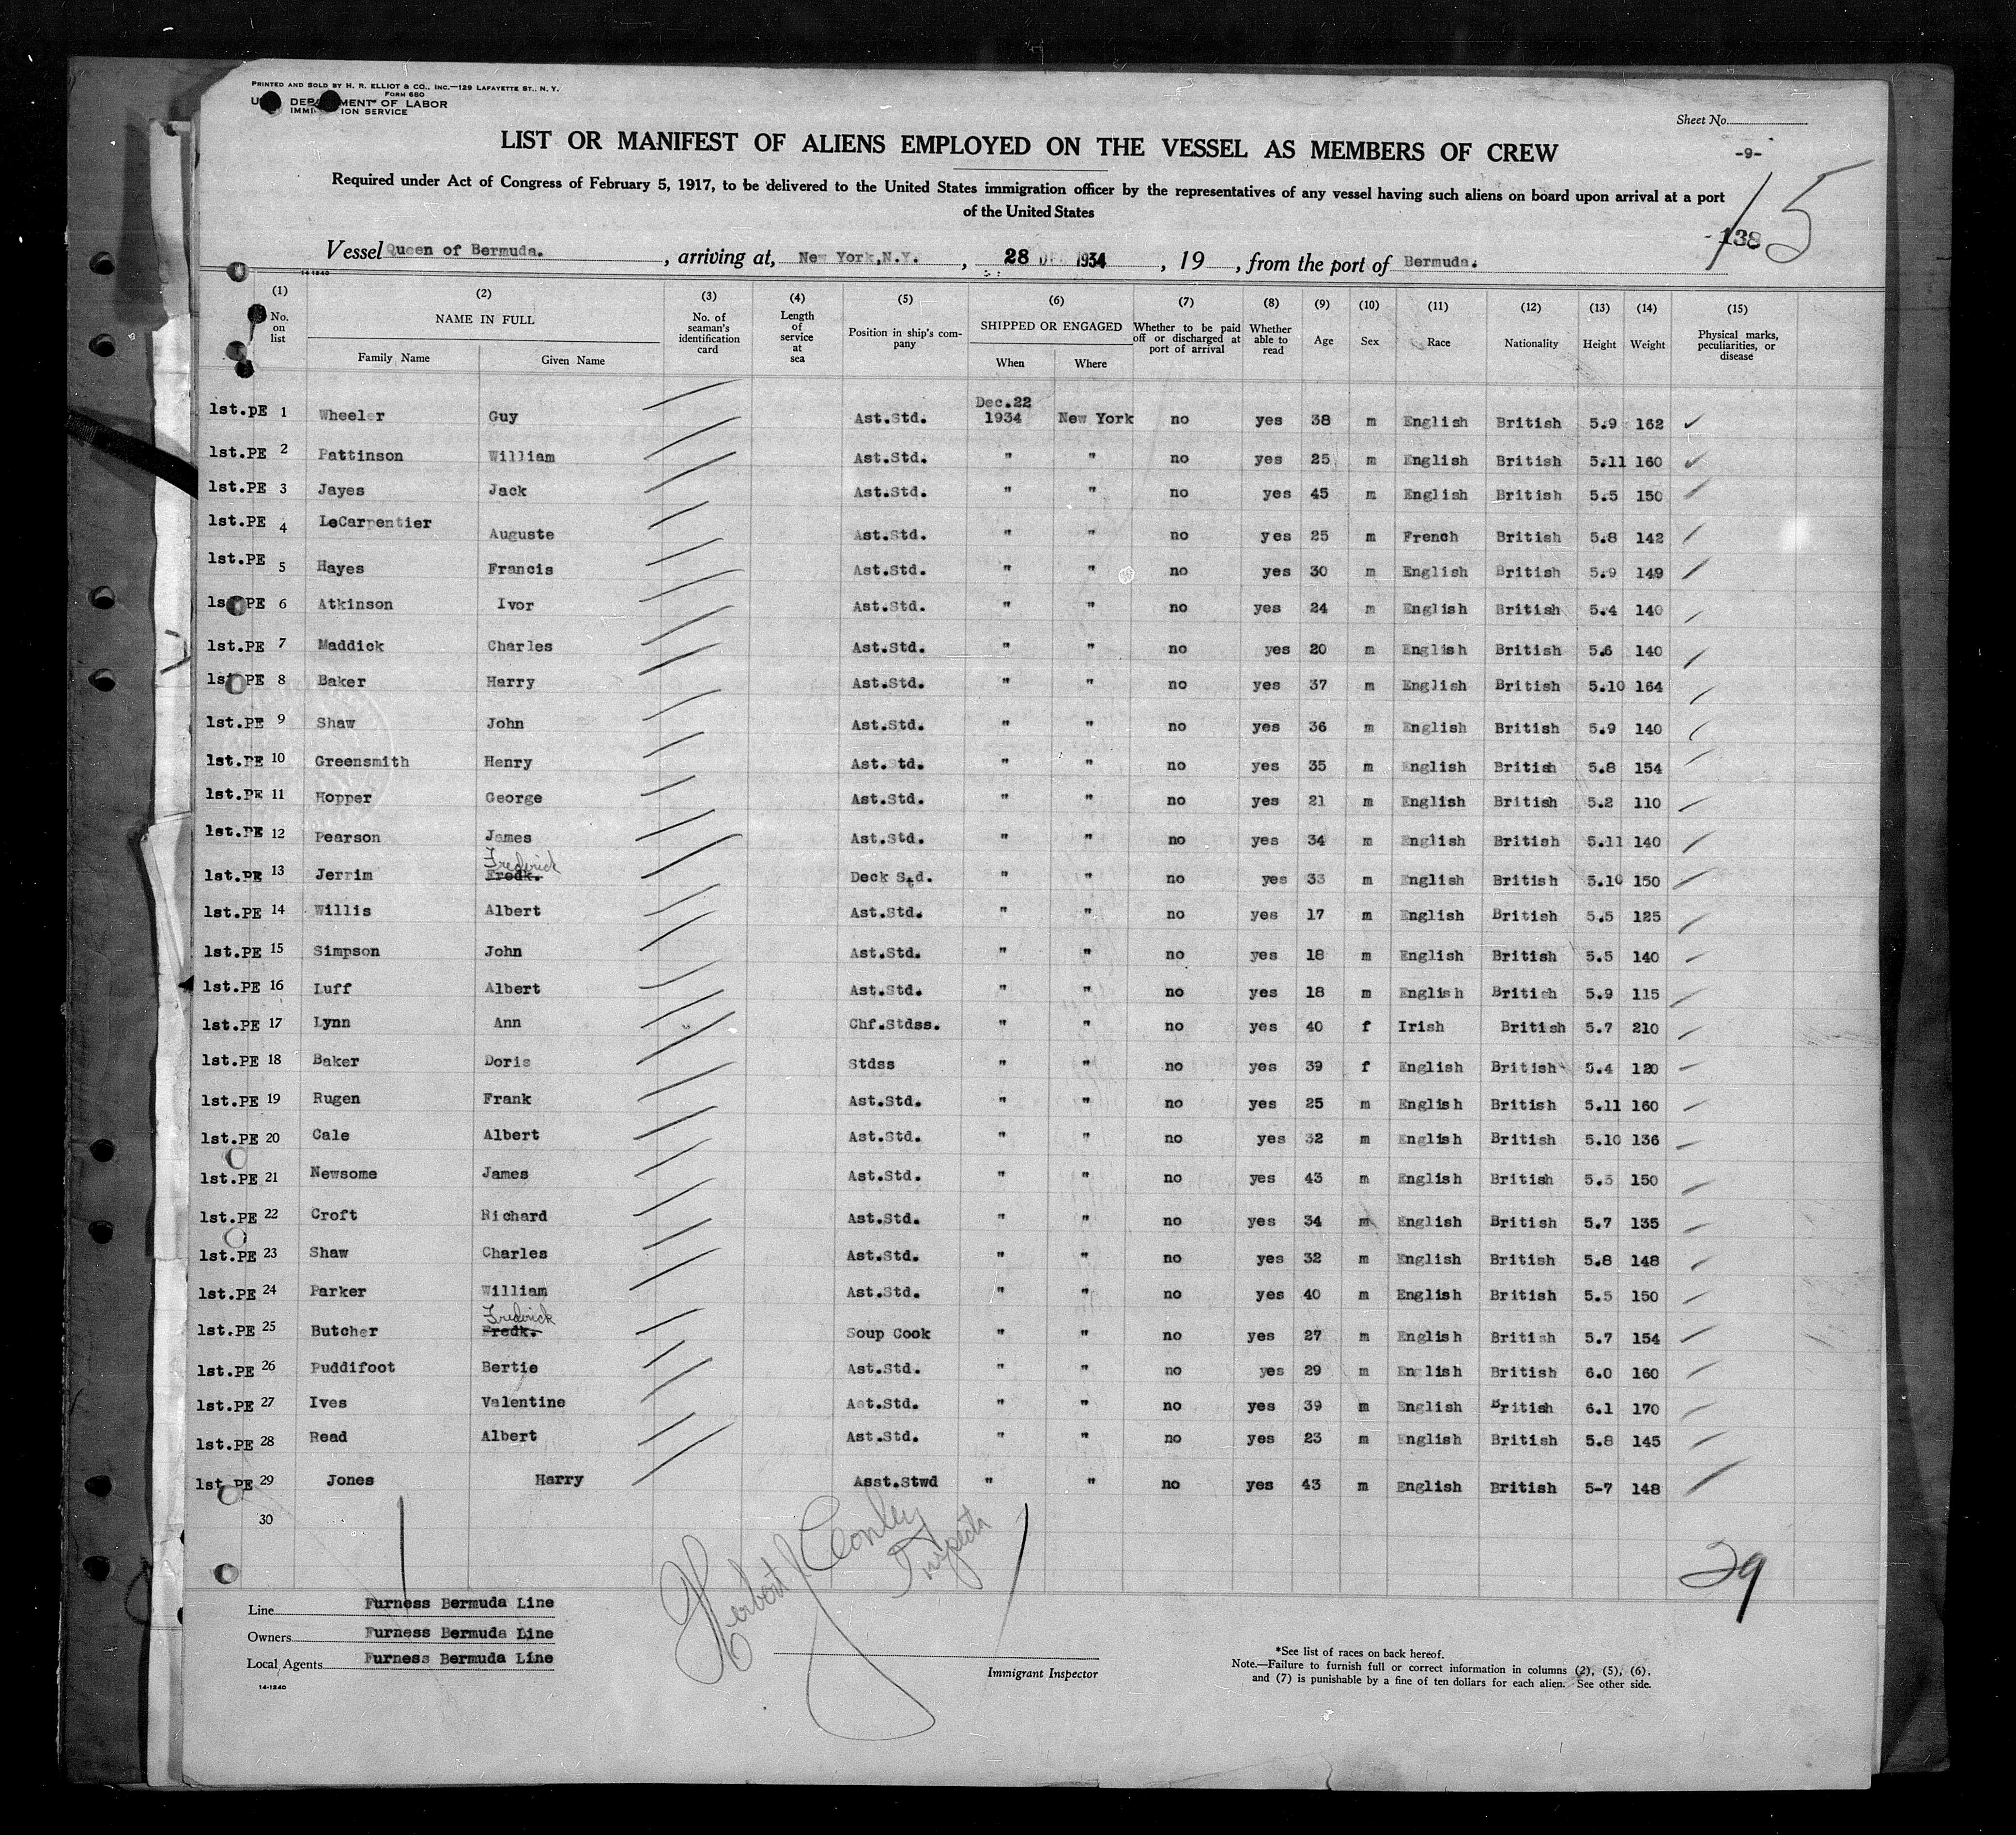 PRINTED AND SOLD BY H. R. ELLIOT & CO., INC.—129 LAFAYETTE ST., N. Y.
FORM 680
OF LABOR
SERVICE
Sheet No.
-9-
LIST OR MANIFEST OF ALIENS EMPLOYED ON THE VESSEL AS MEMBERS OF CREW
Required under Act of Congress of February 5, 1917, to be delivered to the United States immigration officer by the representatives of any vessel having such aliens on board upon arrival at a port
of the United States
15
138
Vessel Queen of Bermuda. , arriving at, New York, N.Y. , 28 DEC 1934 , 19 , from the port of Bermuda.
14-1240
(1) (2) (3) (4) (5) (6) (7) (8) (9) (10) (11) (12) (13) (14) (15)
No. on list NAME IN FULL Family Name Given Name No. of seaman's identification card Length of service at sea Position in ship's company SHIPPED OR ENGAGED When Where Whether to be paid off or discharged at port of arrival Whether able to read Age Sex Race Nationality Height Weight Physical marks, peculiarities, or disease
1st.PE 1 Wheeler Guy Ast.Std. Dec.22 1934 New York no yes 38 m English British 5.9 162
1st.PE 2 Pattinson William Ast.Std. " " no yes 25 m English British 5.11 160
1st.PE 3 Jayes Jack Ast.Std. " " no yes 45 m English British 5.5 150
1st.PE 4 LeCarpentier Auguste Ast.Std. " " no yes 25 m French British 5.8 142
1st.PE 5 Hayes Francis Ast.Std. " " no yes 30 m English British 5.9 149
1st.PE 6 Atkinson Ivor Ast.Std. " " no yes 24 m English British 5.4 140
1st.PE 7 Maddick Charles Ast.Std. " " no yes 20 m English British 5.6 140
1st.PE 8 Baker Harry Ast.Std. " " no yes 37 m English British 5.10 164
1st.PE 9 Shaw John Ast.Std. " " no yes 36 m English British 5.9 140
1st.PE 10 Greensmith Henry Ast.Std. " " no yes 35 m English British 5.8 154
1st.PE 11 Hopper George Ast.Std. " " no yes 21 m English British 5.2 110
1st.PE 12 Pearson James Ast.Std. " " no yes 34 m English British 5.11 140
1st.PE 13 Jerrim Frederick Fredk. Deck Std. " " no yes 33 m English British 5.10 150
1st.PE 14 Willis Albert Ast.Std. " " no yes 17 m English British 5.5 125
1st.PE 15 Simpson John Ast.Std. " " no yes 18 m English British 5.5 140
1st.PE 16 Luff Albert Ast.Std. " " no yes 18 m English British 5.9 115
1st.PE 17 Lynn Ann Chf.Stdss. " " no yes 40 f Irish British 5.7 210
1st.PE 18 Baker Doris Stdss " " no yes 39 f English British 5.4 120
1st.PE 19 Rugen Frank Ast.Std. " " no yes 25 m English British 5.11 160
1st.PE 20 Cale Albert Ast.Std. " " no yes 32 m English British 5.10 136
1st.PE 21 Newsome James Ast.Std. " " no yes 43 m English British 5.5 150
1st.PE 22 Croft Richard Ast.Std. " " no yes 34 m English British 5.7 135
1st.PE 23 Shaw Charles Ast.Std. " " no yes 32 m English British 5.8 148
1st.PE 24 Parker William Ast.Std. " " no yes 40 m English British 5.5 150
1st.PE 25 Butcher Frederick Fredk. Soup Cook " " no yes 27 m English British 5.7 154
1st.PE 26 Puddifoot Bertie Ast.Std. " " no yes 29 m English British 6.0 160
1st.PE 27 Ives Valentine Ast.Std. " " no yes 39 m English British 6.1 170
1st.PE 28 Read Albert Ast.Std. " " no yes 23 m English British 5.8 145
1st.PE 29 Jones Harry Asst.Stwd " " no yes 43 m English British 5-7 148
30
29
Line Furness Bermuda Line
Owners Furness Bermuda Line
Local Agents Furness Bermuda Line
14-1240
Herbert J Conley
Inspector
Immigrant Inspector
*See list of races on back hereof.
Note.—Failure to furnish full or correct information in columns (2), (5), (6), and (7) is punishable by a fine of ten dollars for each alien. See other side.